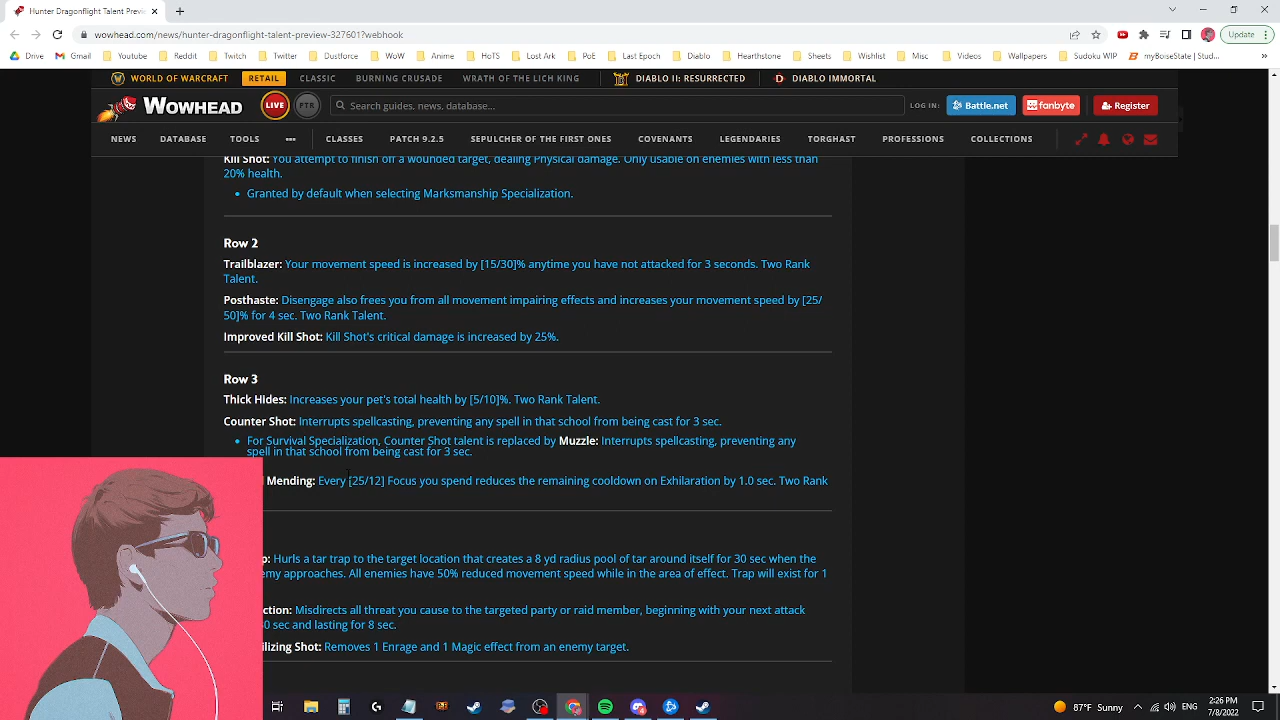 Hunter Dragonflight Talent Previe
wowhead.com/news/hunter-dragonflight-talent-preview-327601?webhook
Update
Drive Gmail Youtube Reddit Twitch Twitter Dustforce WoW Anime HoTS Lost Ark PoE Last Epoch Diablo Hearthstone Sheets Wishlist Misc Videos Wallpapers Sudoku WIP myBoiseState | Stud...
WORLD OF WARCRAFT RETAIL CLASSIC BURNING CRUSADE WRATH OF THE LICH KING DIABLO II: RESURRECTED DIABLO IMMORTAL
WOWHEAD LIVE PTR Search guides, news, database... LOG IN: Battle.net fanbyte Register
NEWS DATABASE TOOLS ••• CLASSES PATCH 9.2.5 SEPULCHER OF THE FIRST ONES COVENANTS LEGENDARIES TORGHAST PROFESSIONS COLLECTIONS
Kill Shot: You attempt to finish off a wounded target, dealing Physical damage. Only usable on enemies with less than
20% health.
• Granted by default when selecting Marksmanship Specialization.
Row 2
Trailblazer: Your movement speed is increased by [15/30]% anytime you have not attacked for 3 seconds. Two Rank
Talent.
Posthaste: Disengage also frees you from all movement impairing effects and increases your movement speed by [25/
50]% for 4 sec. Two Rank Talent.
Improved Kill Shot: Kill Shot's critical damage is increased by 25%.
Row 3
Thick Hides: Increases your pet's total health by [5/10]%. Two Rank Talent.
Counter Shot: Interrupts spellcasting, preventing any spell in that school from being cast for 3 sec.
• For Survival Specialization, Counter Shot talent is replaced by Muzzle: Interrupts spellcasting, preventing any
spell in that school from being cast for 3 sec.
Mending: Every [25/12] Focus you spend reduces the remaining cooldown on Exhilaration by 1.0 sec. Two Rank
Hurls a tar trap to the target location that creates a 8 yd radius pool of tar around itself for 30 sec when the
approaches. All enemies have 50% reduced movement speed while in the area of effect. Trap will exist for 1
Misdirects all threat you cause to the targeted party or raid member, beginning with your next attack
sec and lasting for 8 sec.
Shot: Removes 1 Enrage and 1 Magic effect from an enemy target.
87°F Sunny ENG 2:26 PM
7/8/2022